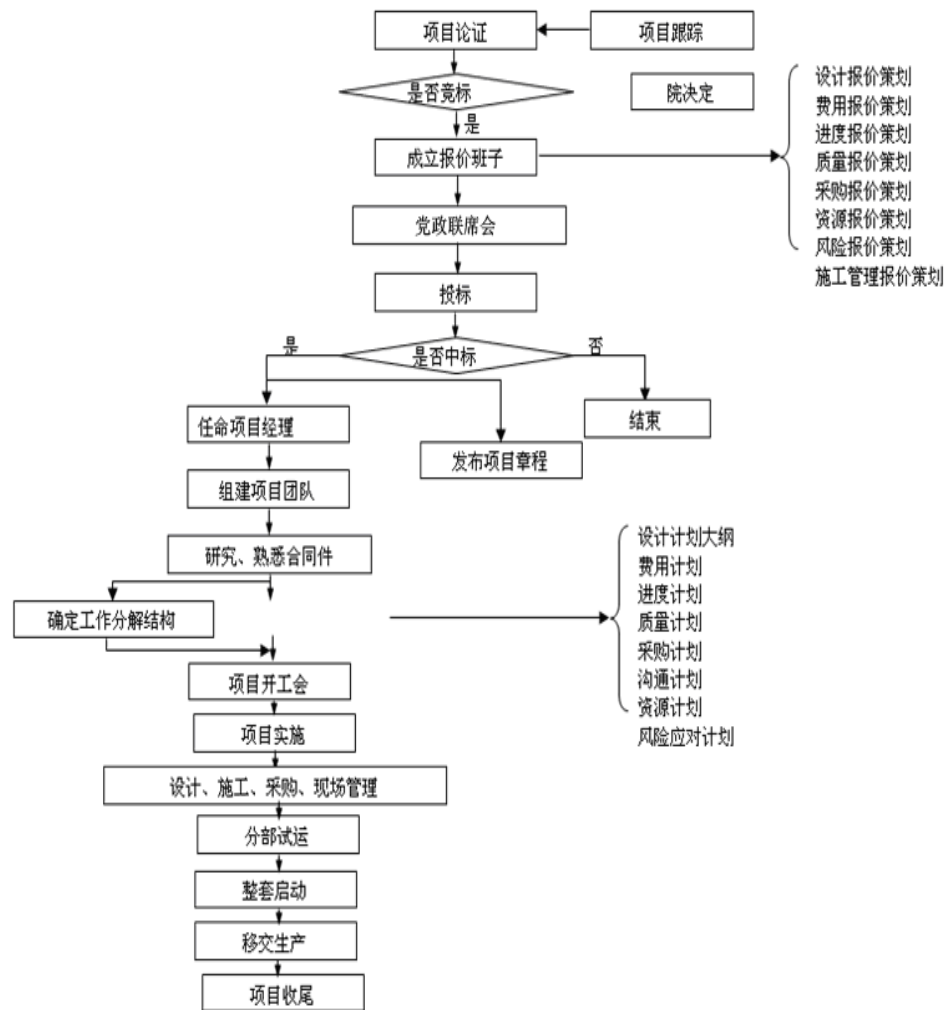 项目论证
项目跟踪
是否竟标
院决定
是
成立报价班子
设计报价策划
费用报价策划
进度报价策划
质量报价策划
采购报价策划
资源报价策划
风险报价策划
施工管理报价策划
党政联席会
投标
是否中标
是
否
任命项目经理
结束
发布项目章程
组建项目团队
研究、熟悉合同件
确定工作分解结构
设计计划大纲
费用计划
进度计划
质量计划
采购计划
沟通计划
资源计划
风险应对计划
项目开工会
项目实施
设计、施工、采购、现场管理
分部试运
整套启动
移交生产
项目收尾